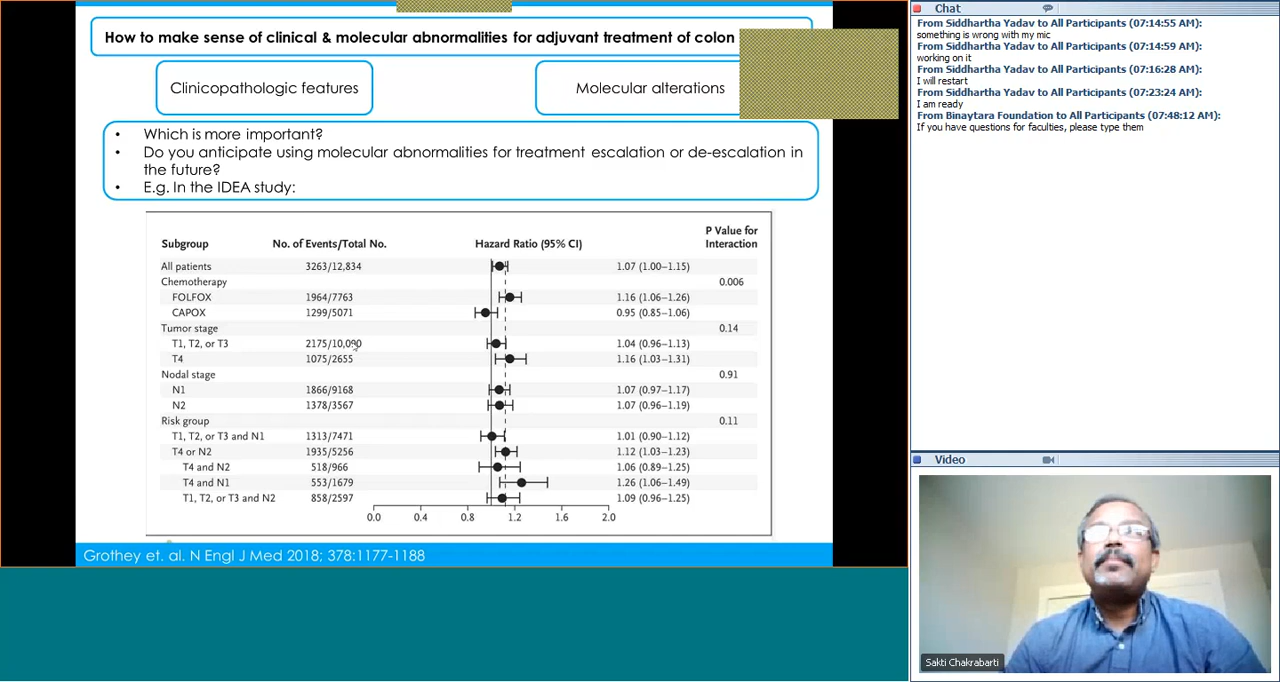 How to make sense of clinical & molecular abnormalities for adjuvant treatment of colon
Clinicopathologic features
Molecular alterations
• Which is more important?
• Do you anticipate using molecular abnormalities for treatment escalation or de-escalation in
the future?
• E.g. In the IDEA study:
Subgroup No. of Events/Total No. Hazard Ratio (95% CI) P Value for
Interaction
All patients 3263/12,834 1.07 (1.00–1.15)
Chemotherapy 0.006
FOLFOX 1964/7763 1.16 (1.06–1.26)
CAPOX 1299/5071 0.95 (0.85–1.06)
Tumor stage 0.14
T1, T2, or T3 2175/10,090 1.04 (0.96–1.13)
T4 1075/2655 1.16 (1.03–1.31)
Nodal stage 0.91
N1 1866/9168 1.07 (0.97–1.17)
N2 1378/3567 1.07 (0.96–1.19)
Risk group 0.11
T1, T2, or T3 and N1 1313/7471 1.01 (0.90–1.12)
T4 or N2 1935/5256 1.12 (1.03–1.23)
T4 and N2 518/966 1.06 (0.89–1.25)
T4 and N1 553/1679 1.26 (1.06–1.49)
T1, T2, or T3 and N2 858/2597 1.09 (0.96–1.25)
0.0 0.4 0.8 1.2 1.6 2.0
Grothey et. al. N Engl J Med 2018; 378:1177-1188
Chat
From Siddhartha Yadav to All Participants (07:14:55 AM):
something is wrong with my mic
From Siddhartha Yadav to All Participants (07:14:59 AM):
working on it
From Siddhartha Yadav to All Participants (07:16:28 AM):
I will restart
From Siddhartha Yadav to All Participants (07:23:24 AM):
I am ready
From Binaytara Foundation to All Participants (07:48:12 AM):
If you have questions for faculties, please type them
Video
Sakti Chakrabarti